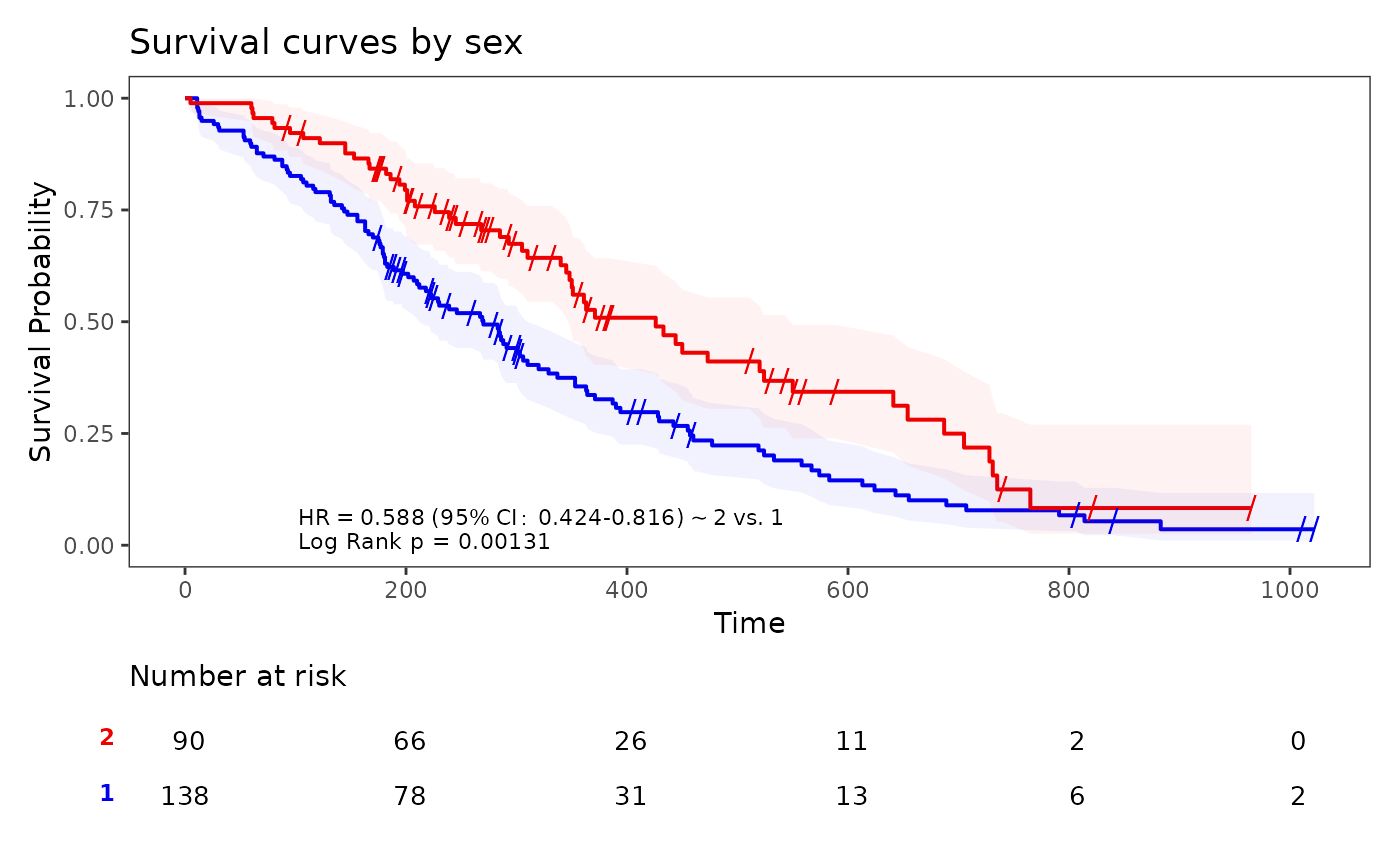 Survival curves by sex
Survival Probability
1.00
0.75
0.50
0.25
0.00
HR = 0.588 (95% CI: 0.424-0.816) ~ 2 vs. 1
Log Rank p = 0.00131
0 200 400 600 800 1000
Time
Number at risk
2 90 66 26 11 2 0
1 138 78 31 13 6 2